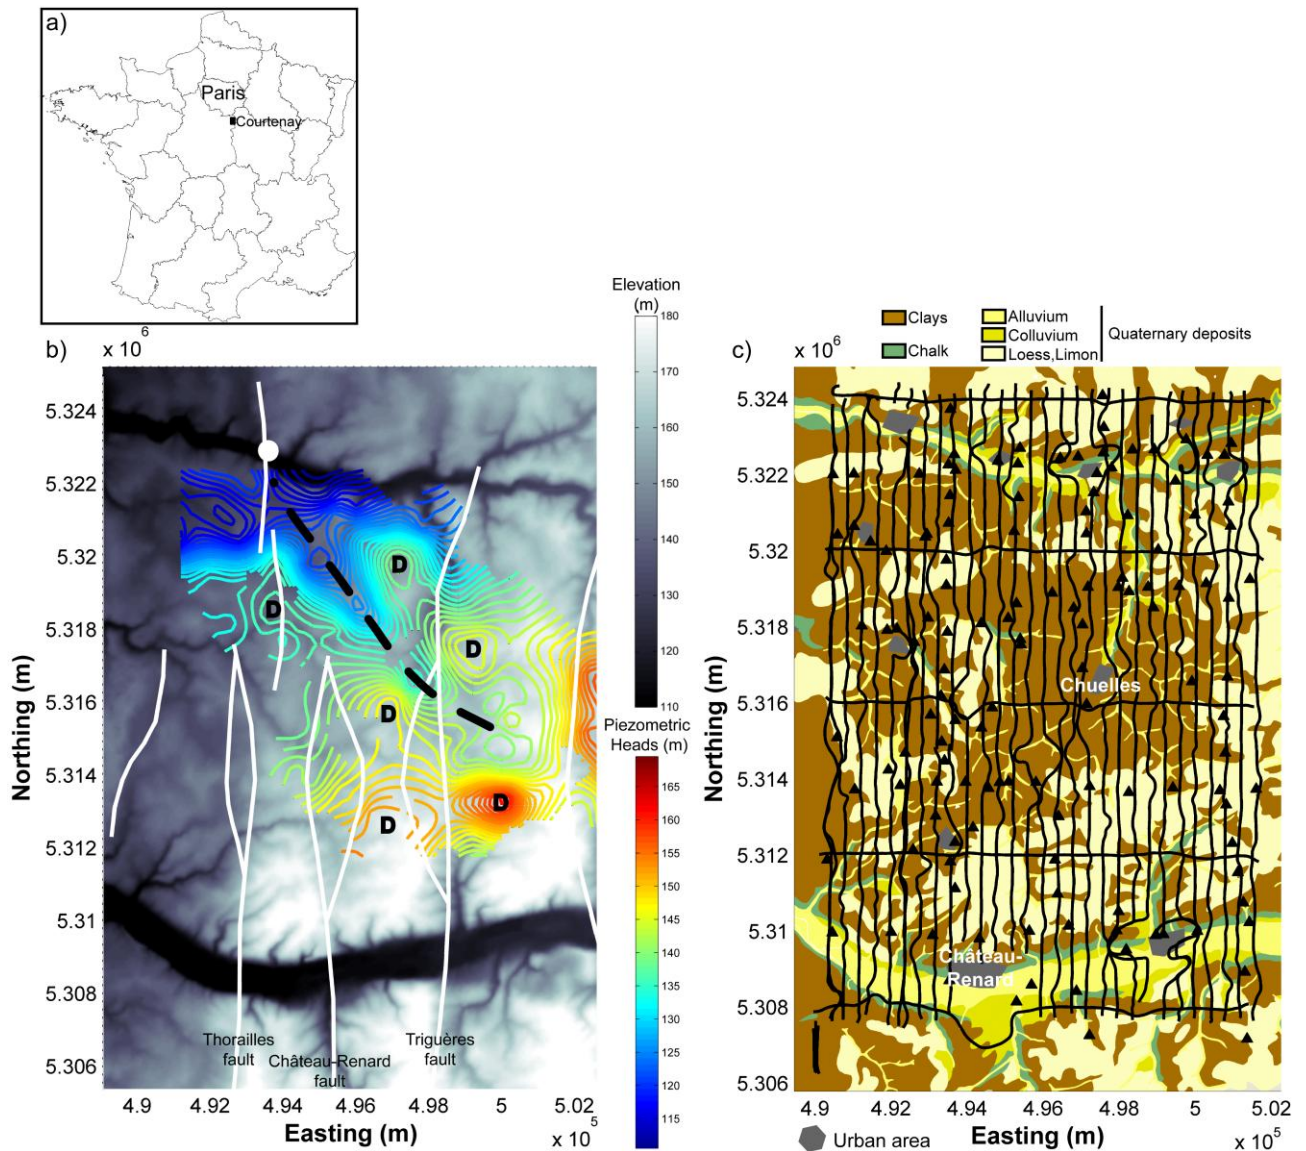 a)
Paris
Courtenay
6
b)
x 10
Elevation
(m)
180
170
160
150
140
130
120
110
Piezometric
Heads (m)
165
160
155
150
145
140
135
130
125
120
115
5.324
5.322
5.32
5.318
5.316
5.314
5.312
5.31
5.308
5.306
Northing (m)
D
D
D
D
D
D
Thorailles
fault
Château-Renard
fault
Triguères
fault
4.9 4.92 4.94 4.96 4.98 5 5.02
Easting (m)
x 10⁵
c)
x 10⁶
Clays
Chalk
Alluvium
Colluvium
Loess,Limon
Quaternary deposits
5.324
5.322
5.32
5.318
5.316
5.314
5.312
5.31
5.308
5.306
Northing (m)
Chuelles
Château-
Renard
4.9 4.92 4.94 4.96 4.98 5 5.02
Urban area
Easting (m)
x 10⁵